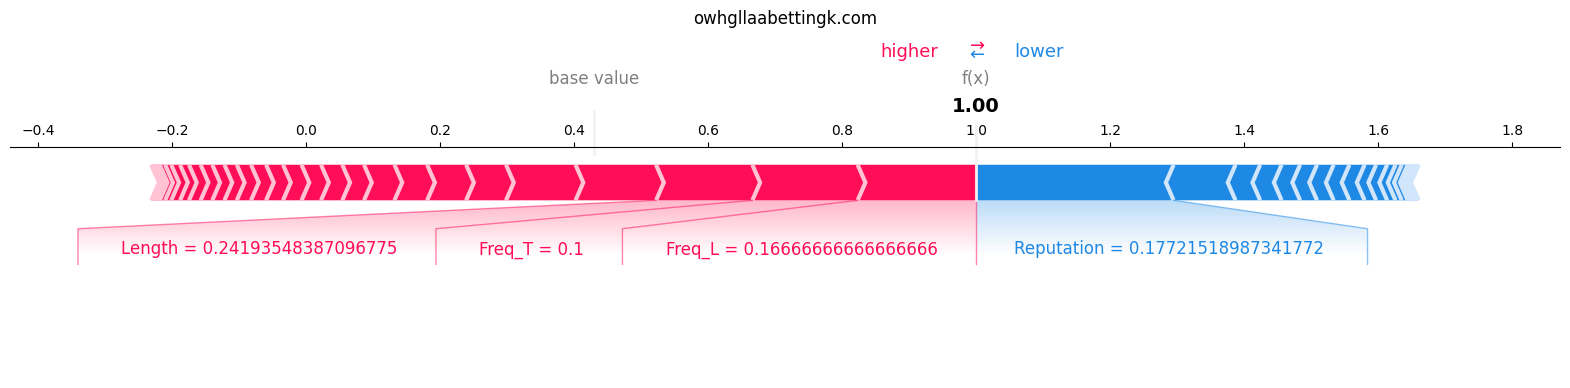 owhgllaabettingk.com
higher ⇄ lower
base value f(x)
1.00
−0.4 −0.2 0.0 0.2 0.4 0.6 0.8 1.0 1.2 1.4 1.6 1.8
Length = 0.24193548387096775 Freq_T = 0.1 Freq_L = 0.16666666666666666 Reputation = 0.17721518987341772